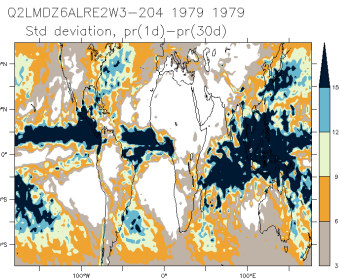 Q2LMDZ6ALRE2W3-204 1979 1979
Std deviation, pr(1d)-pr(30d)
15
12
9
6
3
0°
100°W 0° 100°E